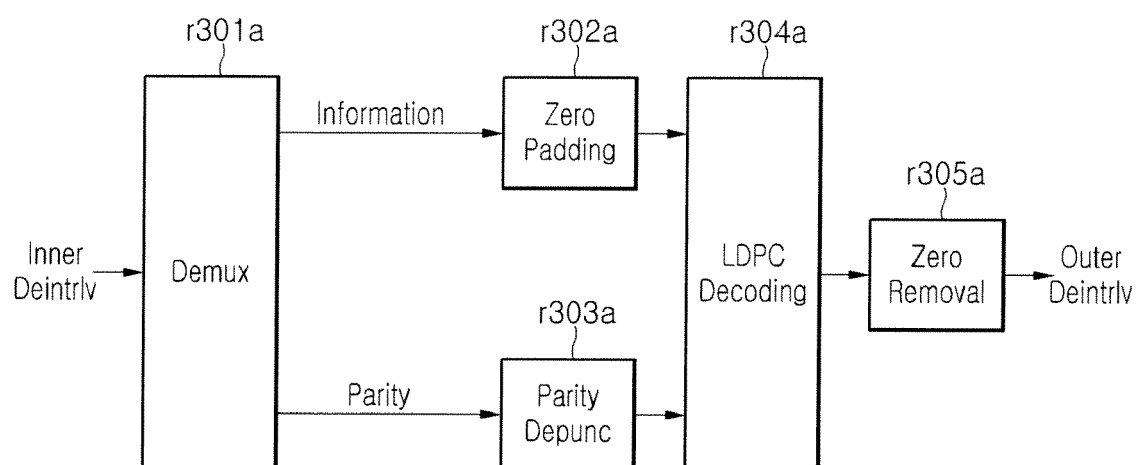 r301a
r302a
r304a
Information
Zero
Padding
r305a
Inner
Deintrlv
Demux
LDPC
Decoding
Zero
Removal
Outer
Deintrlv
r303a
Parity
Parity
Depunc